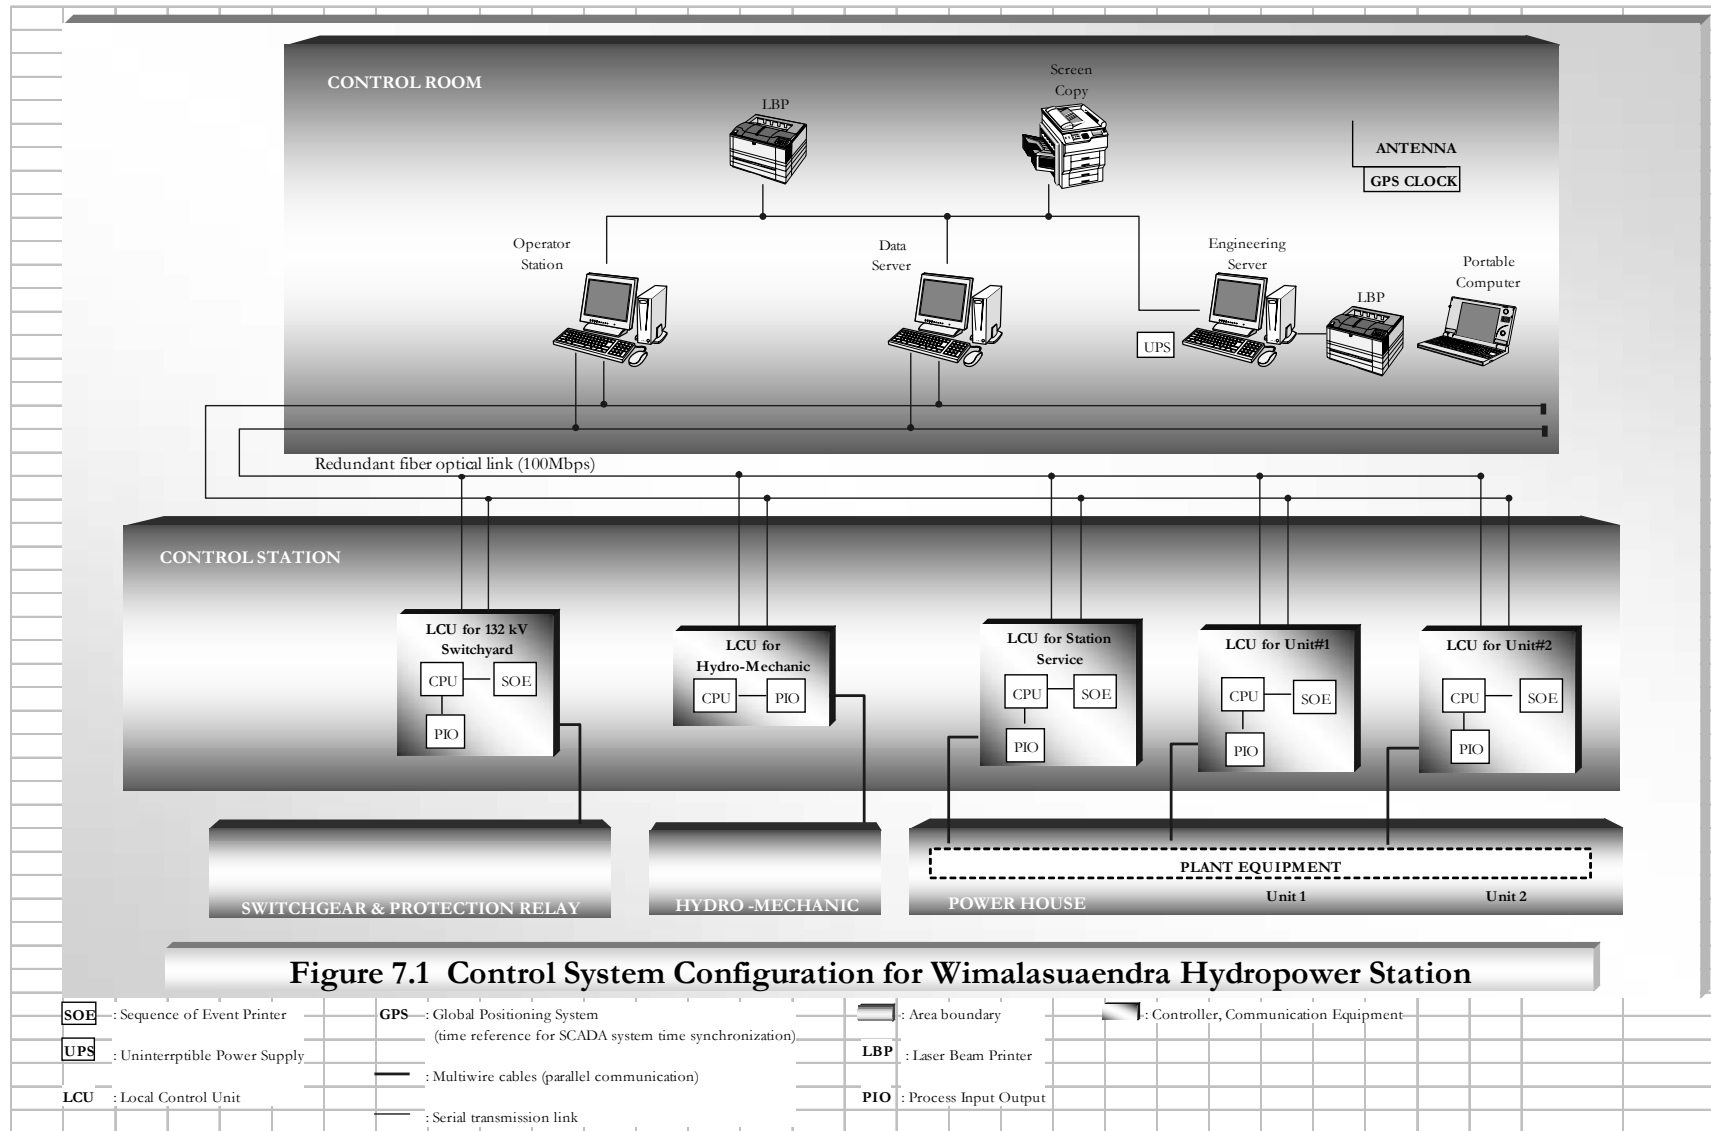 CONTROL ROOM
Screen
Copy
LBP
ANTENNA
GPS CLOCK
Operator
Station
Data
Server
Engineering
Server
Portable
Computer
LBP
UPS
Redundant fiber optical link (100Mbps)
CONTROL STATION
LCU for 132 kV
Switchyard
CPU
SOE
PIO
LCU for
Hydro-Mechanic
CPU
PIO
LCU for Station
Service
CPU
SOE
PIO
LCU for Unit#1
CPU
SOE
PIO
LCU for Unit#2
CPU
SOE
PIO
PLANT EQUIPMENT
Unit 1
Unit 2
SWITCHGEAR & PROTECTION RELAY
HYDRO -MECHANIC
POWER HOUSE
Figure 7.1 Control System Configuration for Wimalasuaendra Hydropower Station
SOE : Sequence of Event Printer
UPS : Uninterrptible Power Supply
LCU : Local Control Unit
GPS : Global Positioning System
(time reference for SCADA system time synchronization)
: Multiwire cables (parallel communication)
: Serial transmission link
: Area boundary
LBP : Laser Beam Printer
PIO : Process Input Output
: Controller, Communication Equipment